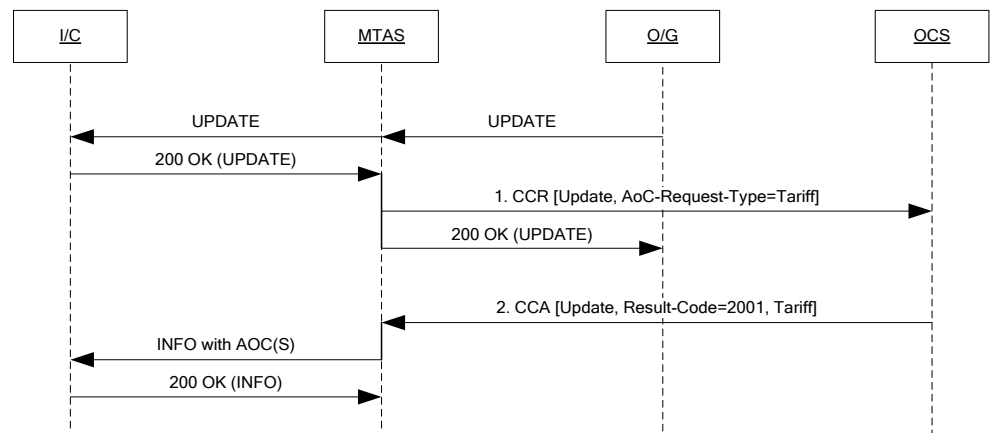 I/C
MTAS
O/G
OCS
UPDATE
UPDATE
200 OK (UPDATE)
1. CCR [Update, AoC-Request-Type=Tariff]
200 OK (UPDATE)
2. CCA [Update, Result-Code=2001, Tariff]
INFO with AOC(S)
200 OK (INFO)